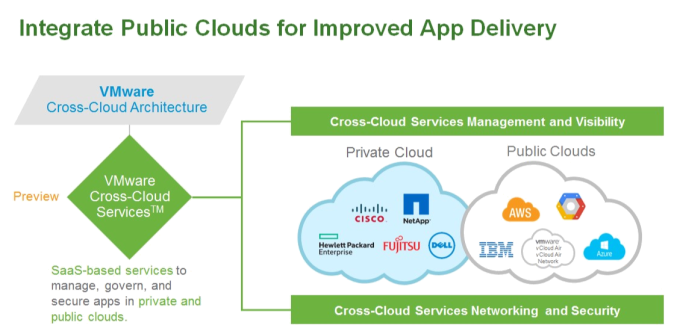 Integrate Public Clouds for Improved App Delivery
VMware
Cross-Cloud Architecture
Preview
VMware
Cross-Cloud
Services™
SaaS-based services to
manage, govern, and
secure apps in private and
public clouds.
Cross-Cloud Services Management and Visibility
Private Cloud
Public Clouds
CISCO
NetApp
Hewlett Packard
Enterprise
FUJITSU
DELL
AWS
IBM
vmware
vCloud Air
vCloud Air
Network
Azure
Cross-Cloud Services Networking and Security